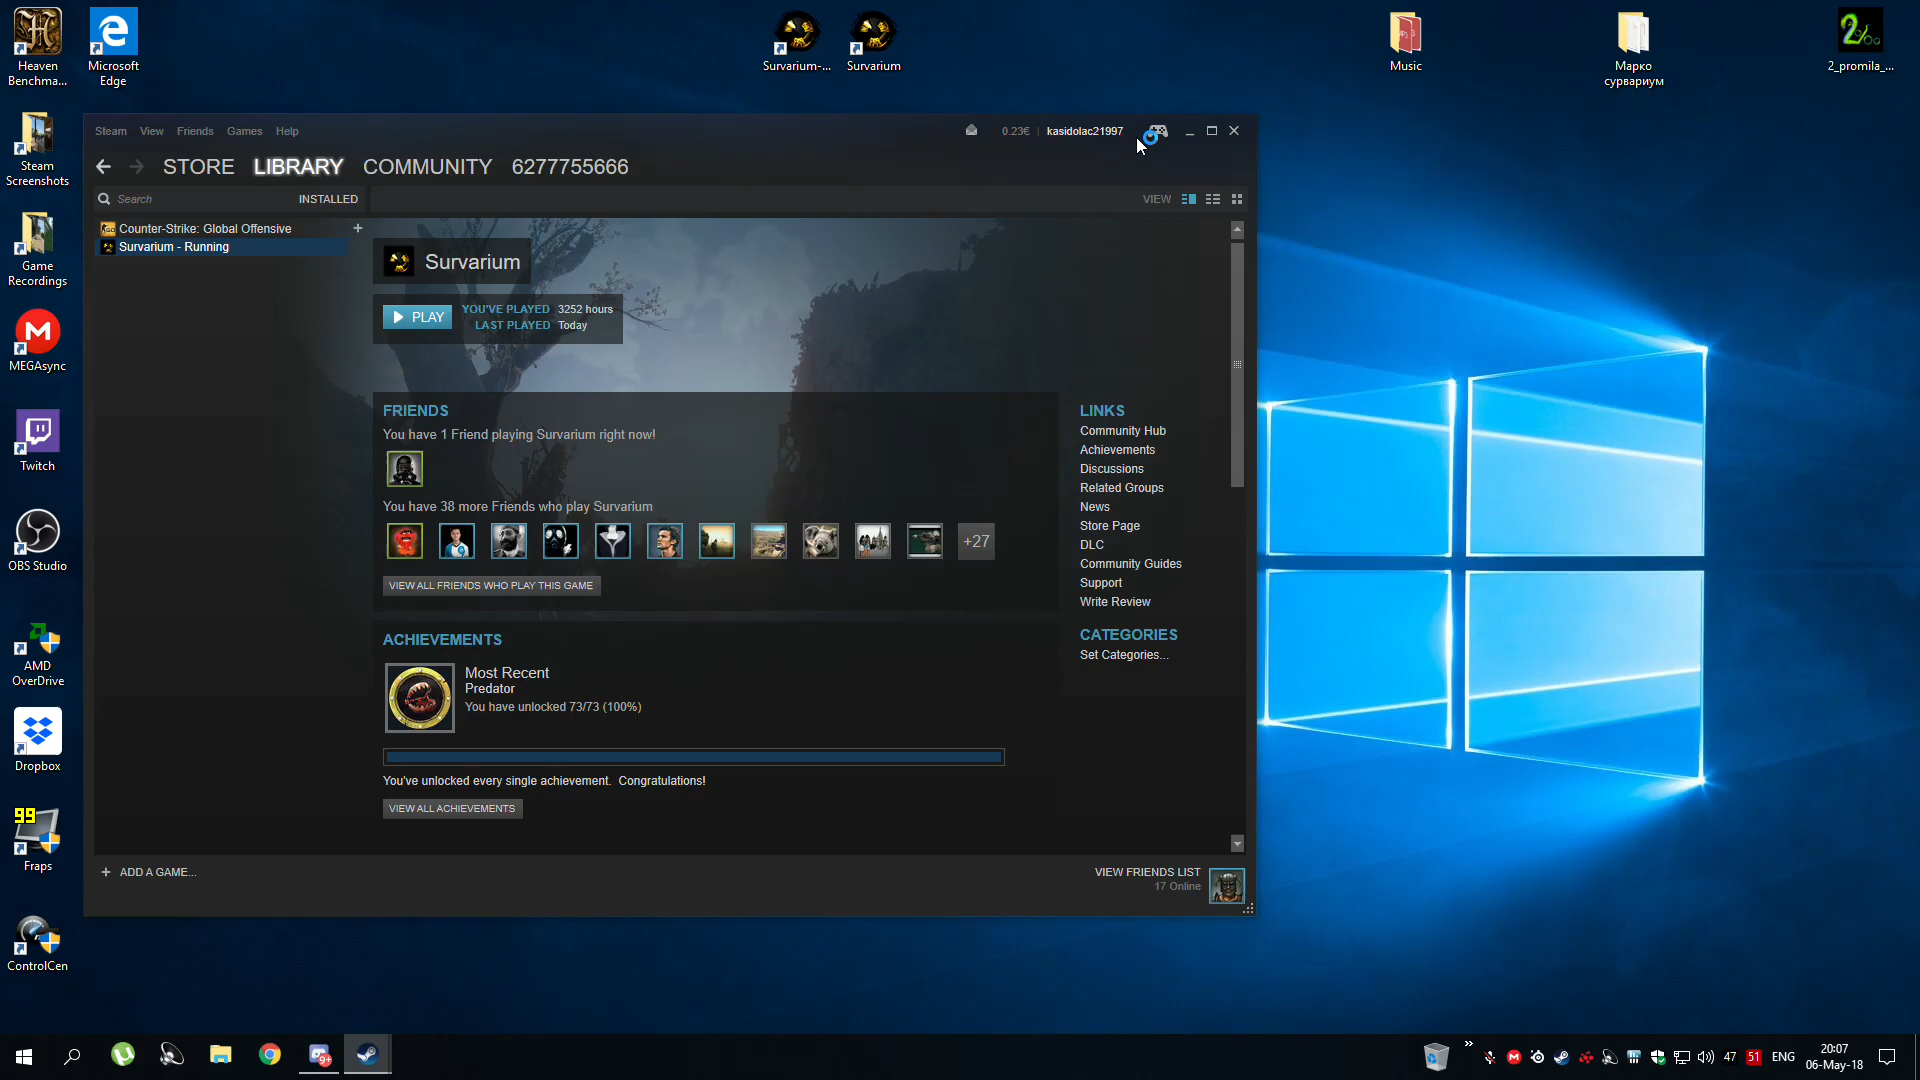 Heaven
Benchma...
Microsoft
Edge
Survarium-...
Survarium
Music
Марко
сурвариум
2_promila_...
Steam
Screenshots
Game
Recordings
MEGAsync
Twitch
OBS Studio
AMD
OverDrive
Dropbox
99
Fraps
ControlCen
Steam View Friends Games Help
0.23€ | kasidolac21997
STORE LIBRARY COMMUNITY 6277755666
Search INSTALLED
VIEW
Counter-Strike: Global Offensive +
Survarium - Running
Survarium
PLAY
YOU'VE PLAYED 3252 hours
LAST PLAYED Today
FRIENDS
You have 1 Friend playing Survarium right now!
You have 38 more Friends who play Survarium
+27
VIEW ALL FRIENDS WHO PLAY THIS GAME
LINKS
Community Hub
Achievements
Discussions
Related Groups
News
Store Page
DLC
Community Guides
Support
Write Review
CATEGORIES
Set Categories...
ACHIEVEMENTS
Most Recent
Predator
You have unlocked 73/73 (100%)
You've unlocked every single achievement. Congratulations!
VIEW ALL ACHIEVEMENTS
+ ADD A GAME...
VIEW FRIENDS LIST
17 Online
9+
47 51 ENG
20:07
06-May-18